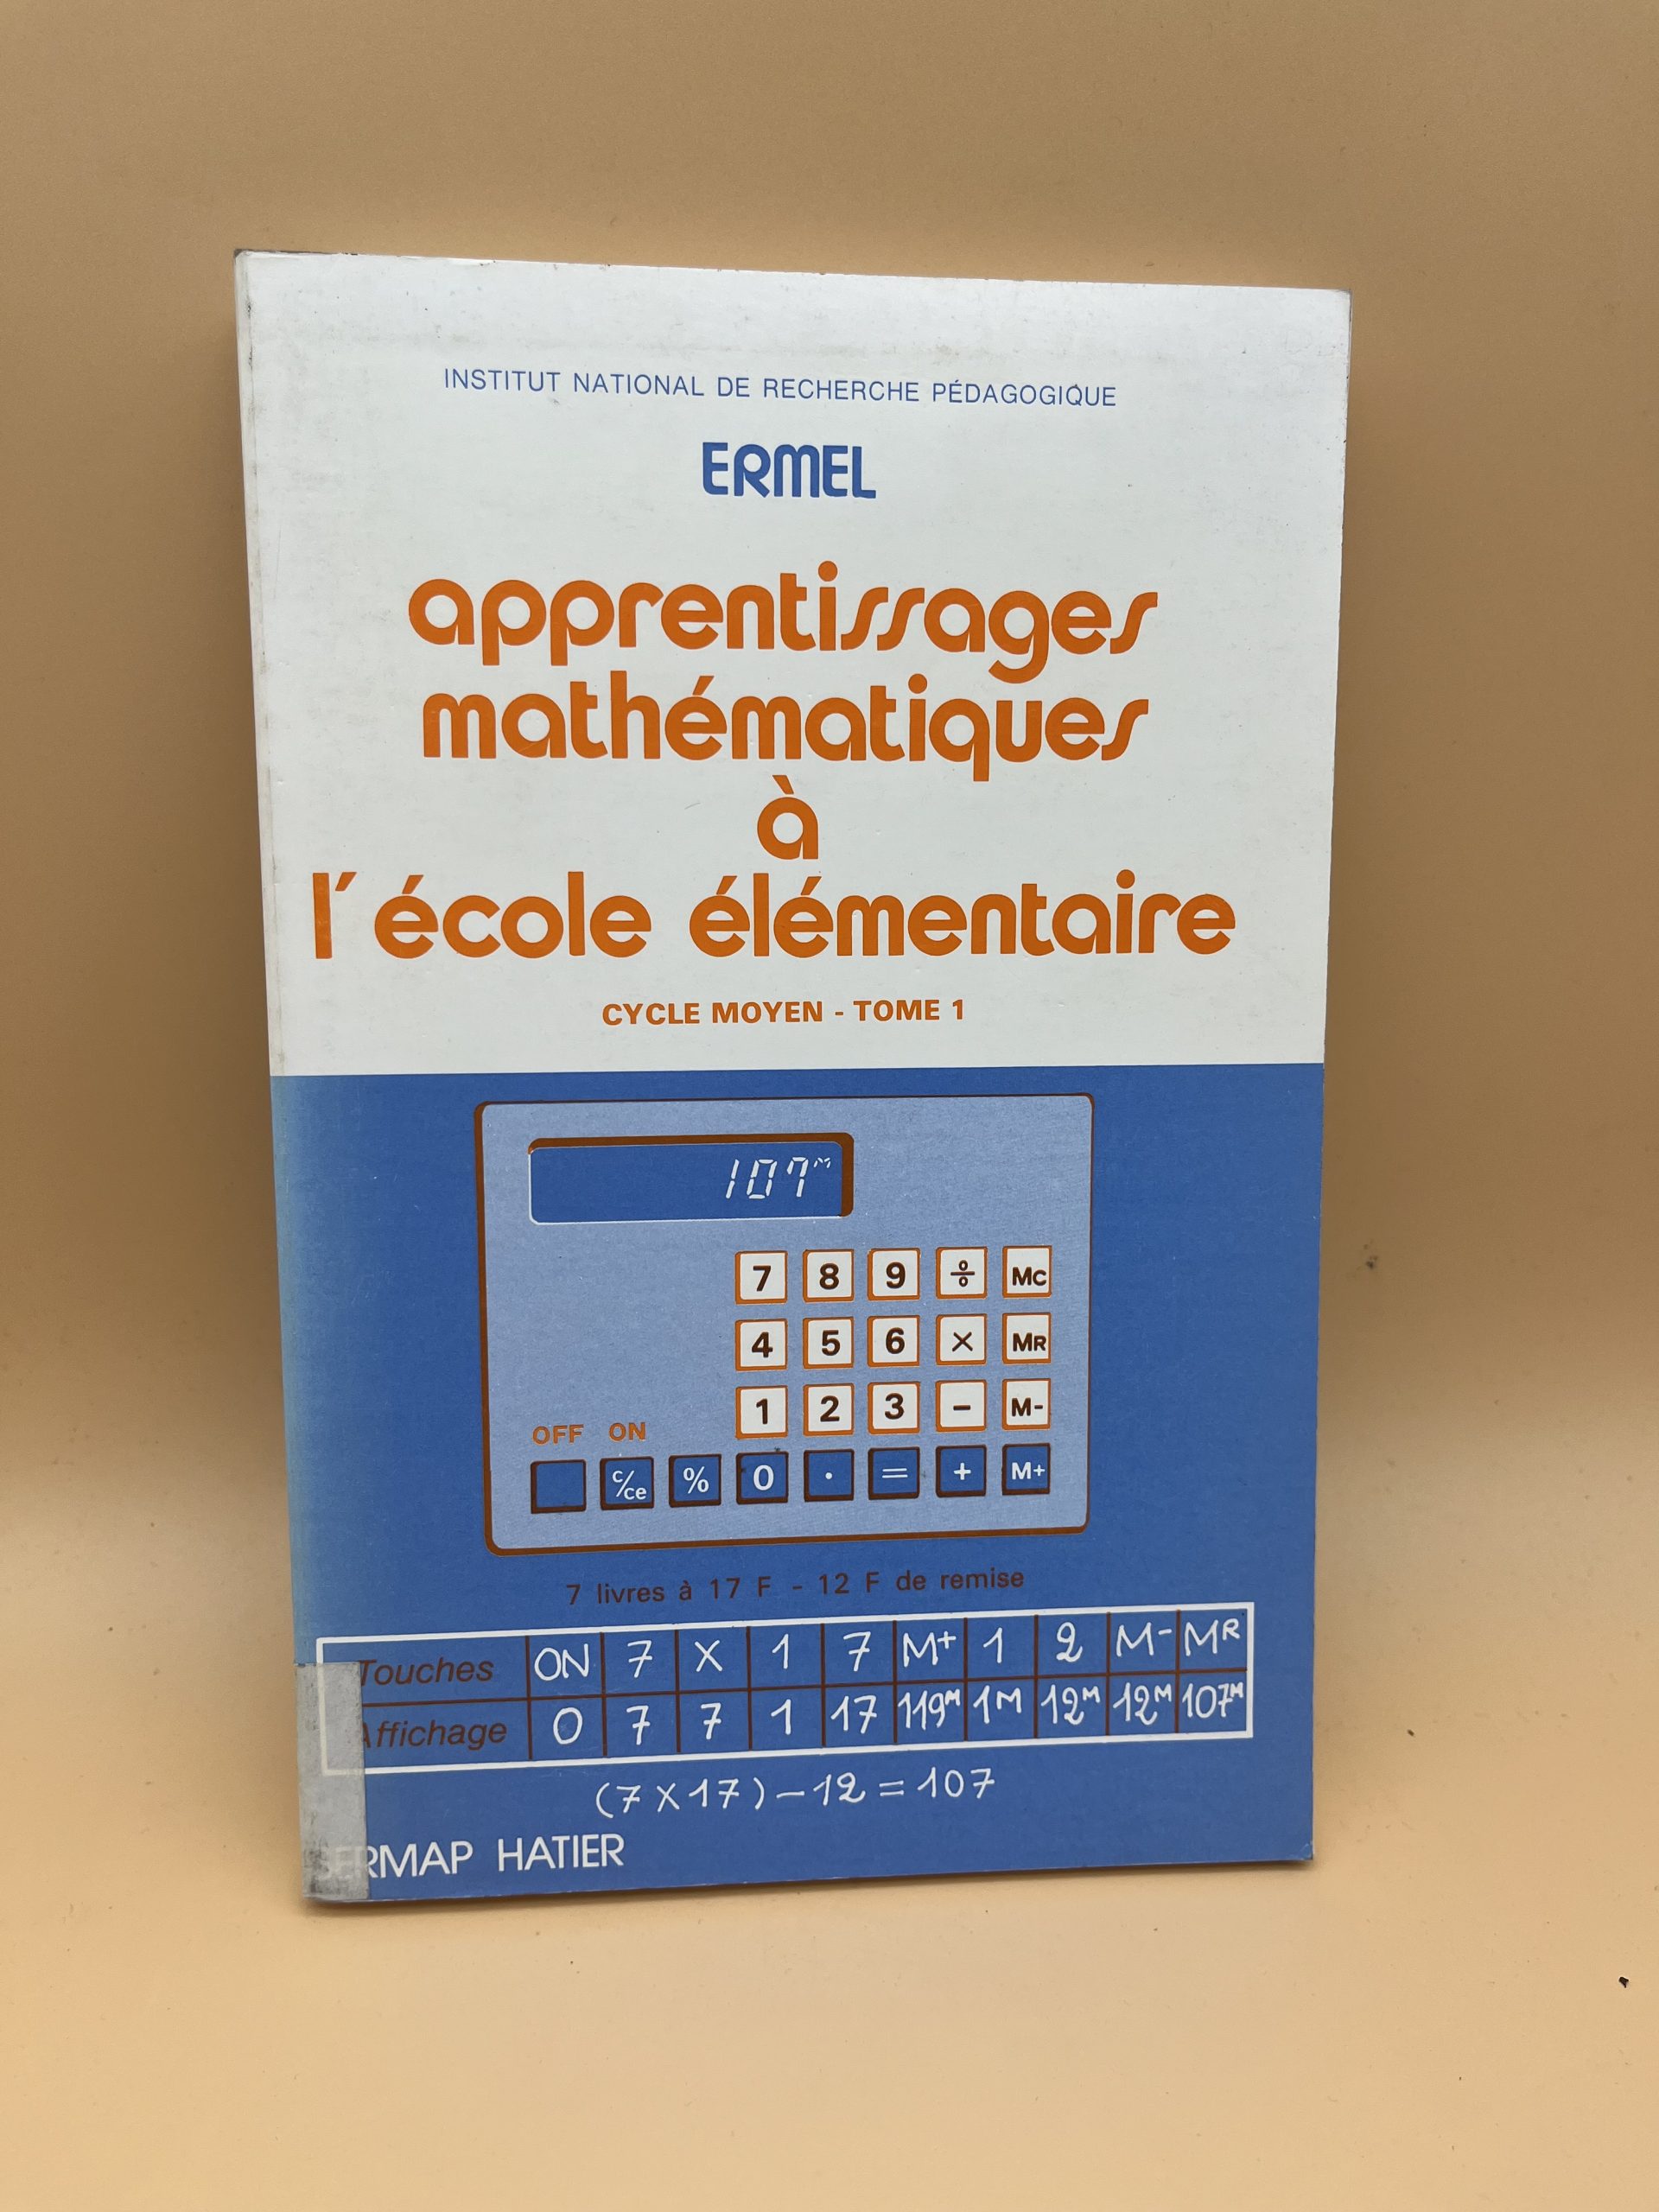 INSTITUT NATIONAL DE RECHERCHE PÉDAGOGIQUE
ERMEL
apprentissages
mathématiques
à
l'école élémentaire
CYCLE MOYEN - TOME 1
107ᴹ
7 8 9 ÷ MC
4 5 6 × MR
OFF ON 1 2 3 - M-
C/CE % 0 . = + M+
7 livres à 17 F - 12 F de remise
Touches ON 7 X 1 7 M+ 1 2 M- MR
Affichage 0 7 7 1 17 119ᴹ 1ᴹ 12ᴹ 12ᴹ 107ᴹ
(7 X 17) - 12 = 107
SERMAP HATIER